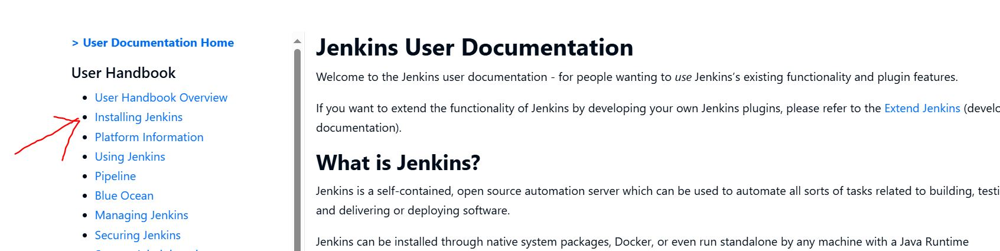 > User Documentation Home
User Handbook
User Handbook Overview
Installing Jenkins
Platform Information
Using Jenkins
Pipeline
Blue Ocean
Managing Jenkins
Securing Jenkins
Jenkins User Documentation
Welcome to the Jenkins user documentation - for people wanting to use Jenkins’s existing functionality and plugin features.
If you want to extend the functionality of Jenkins by developing your own Jenkins plugins, please refer to the Extend Jenkins (develo
documentation).
What is Jenkins?
Jenkins is a self-contained, open source automation server which can be used to automate all sorts of tasks related to building, testi
and delivering or deploying software.
Jenkins can be installed through native system packages, Docker, or even run standalone by any machine with a Java Runtime